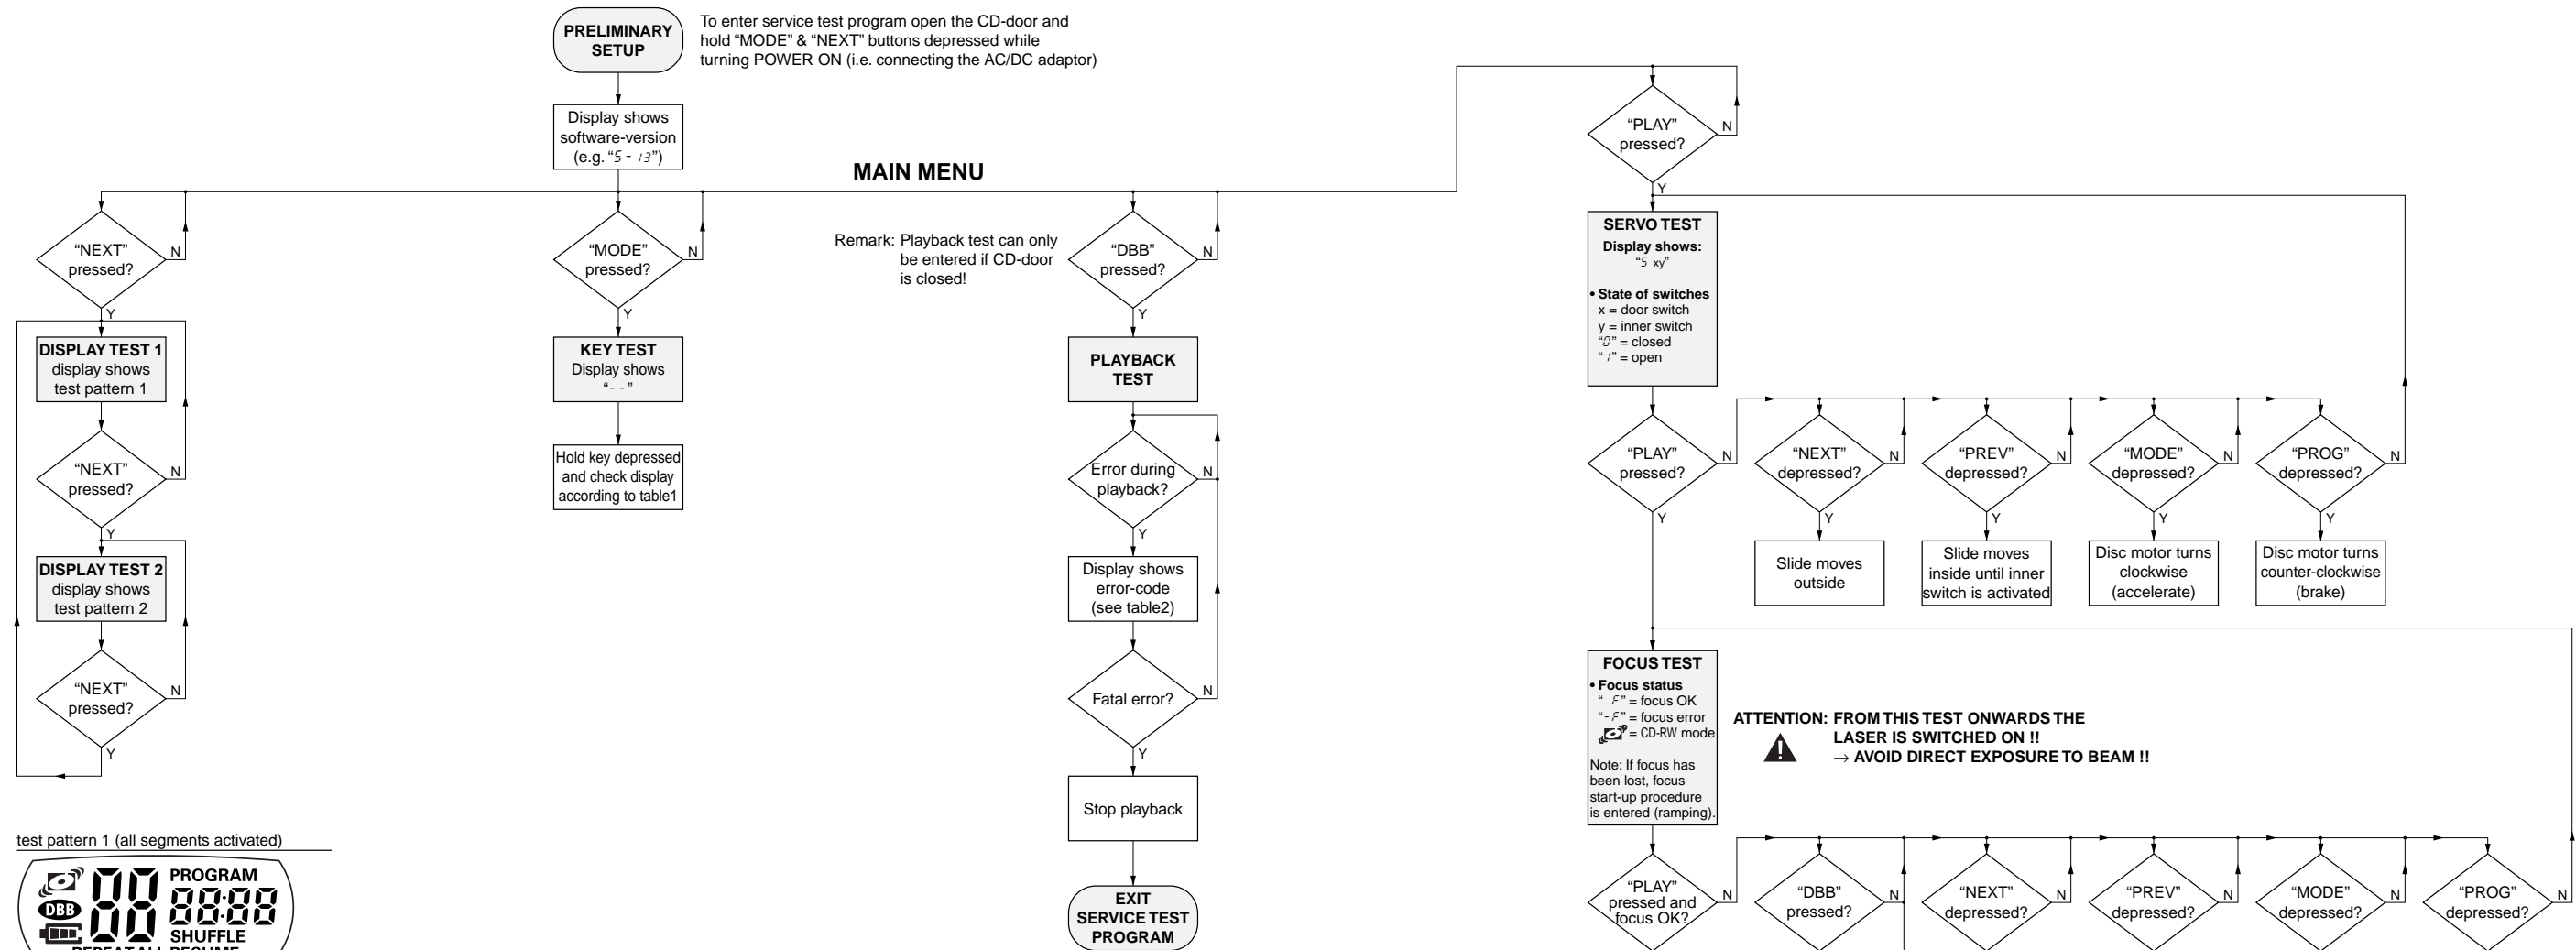 PRELIMINARY
SETUP
To enter service test program open the CD-door and
hold “MODE” & “NEXT” buttons depressed while
turning POWER ON (i.e. connecting the AC/DC adaptor)
Display shows
software-version
(e.g. “5 - 13”)
MAIN MENU
“NEXT”
pressed?
N
Y
DISPLAY TEST 1
display shows
test pattern 1
“NEXT”
pressed?
N
Y
DISPLAY TEST 2
display shows
test pattern 2
“NEXT”
pressed?
N
Y
test pattern 1 (all segments activated)
88
PROGRAM
88:88
DBB
SHUFFLE
REPEAT ALL RESUME
“MODE”
pressed?
N
Y
KEY TEST
Display shows
“- -”
Hold key depressed
and check display
according to table1
Remark: Playback test can only
be entered if CD-door
is closed!
“DBB”
pressed?
N
Y
PLAYBACK
TEST
Error during
playback?
N
Y
Display shows
error-code
(see table2)
Fatal error?
N
Y
Stop playback
EXIT
SERVICE TEST
PROGRAM
“PLAY”
pressed?
N
Y
SERVO TEST
Display shows:
“5 xy”
• State of switches
x = door switch
y = inner switch
“0” = closed
“1” = open
“PLAY”
pressed?
N
Y
“NEXT”
depressed?
N
Y
Slide moves
outside
“PREV”
depressed?
N
Y
Slide moves
inside until inner
switch is activated
“MODE”
depressed?
N
Y
Disc motor turns
clockwise
(accelerate)
“PROG”
depressed?
N
Y
Disc motor turns
counter-clockwise
(brake)
FOCUS TEST
• Focus status
“ F” = focus OK
“-F” = focus error
= CD-RW mode
Note: If focus has
been lost, focus
start-up procedure
is entered (ramping).
ATTENTION: FROM THIS TEST ONWARDS THE
LASER IS SWITCHED ON !!
→ AVOID DIRECT EXPOSURE TO BEAM !!
“PLAY”
pressed and
focus OK?
N
“DBB”
pressed?
N
“NEXT”
depressed?
N
“PREV”
depressed?
N
“MODE”
depressed?
N
“PROG”
depressed?
N